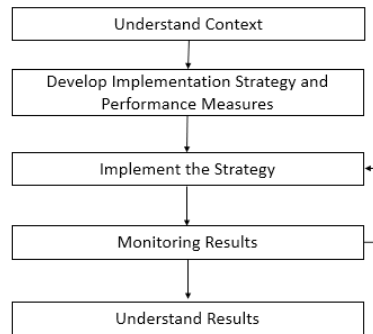 Understand Context
Develop Implementation Strategy and
Performance Measures
Implement the Strategy
Monitoring Results
Understand Results